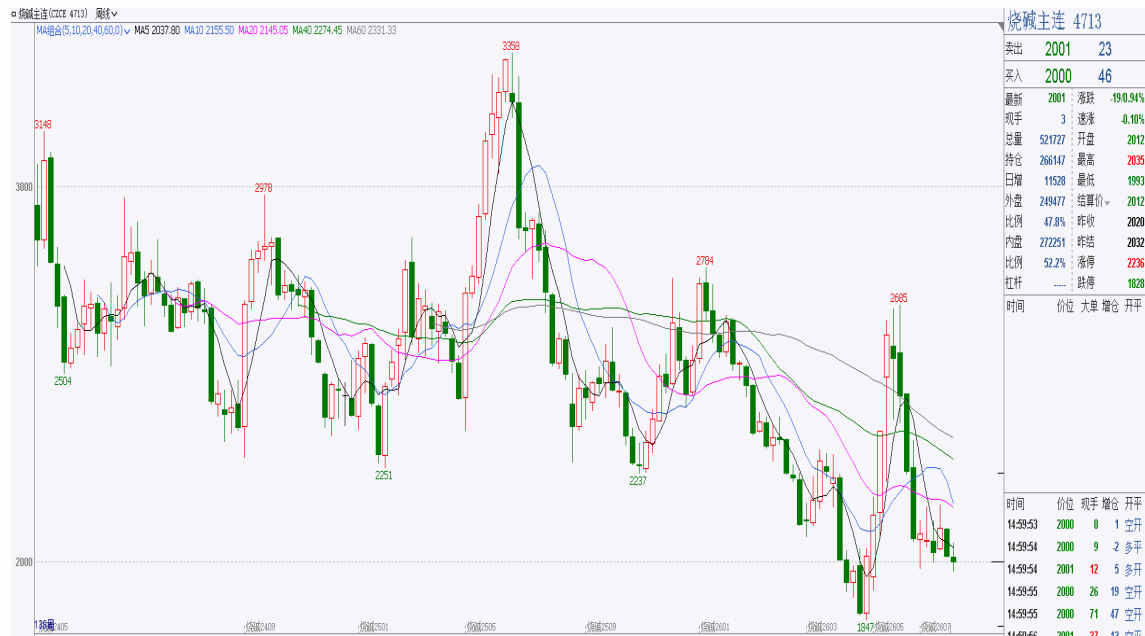 烧碱主连(CZCE 4713) 周线
MA组合(5,10,20,40,60,0) MA5 2037.80 MA10 2155.50 MA20 2145.05 MA40 2274.45 MA60 2331.33
3358
3148
3000
2978
2784
2685
2504
2251
2237
2000
1847
138周
烧碱2405 烧碱2409 烧碱2501 烧碱2505 烧碱2509 烧碱2601 烧碱2603 烧碱2605 烧碱2607
烧碱主连 4713
卖出 2001 23
买入 2000 46
最新 2001 涨跌 -19/0.94%
现手 3 速涨 -0.10%
总量 521727 开盘 2012
持仓 266147 最高 2035
日增 11528 最低 1993
外盘 249477 结算价 2012
比例 47.8% 昨收 2020
内盘 272251 昨结 2032
比例 52.2% 涨停 2236
杠杆 ..... 跌停 1828
时间 价位 大单 增仓 开平
时间 价位 现手 增仓 开平
14:59:53 2000 8 1 空开
14:59:54 2000 9 -2 多平
14:59:54 2001 12 5 多开
14:59:55 2000 26 19 空开
14:59:55 2000 71 47 空开